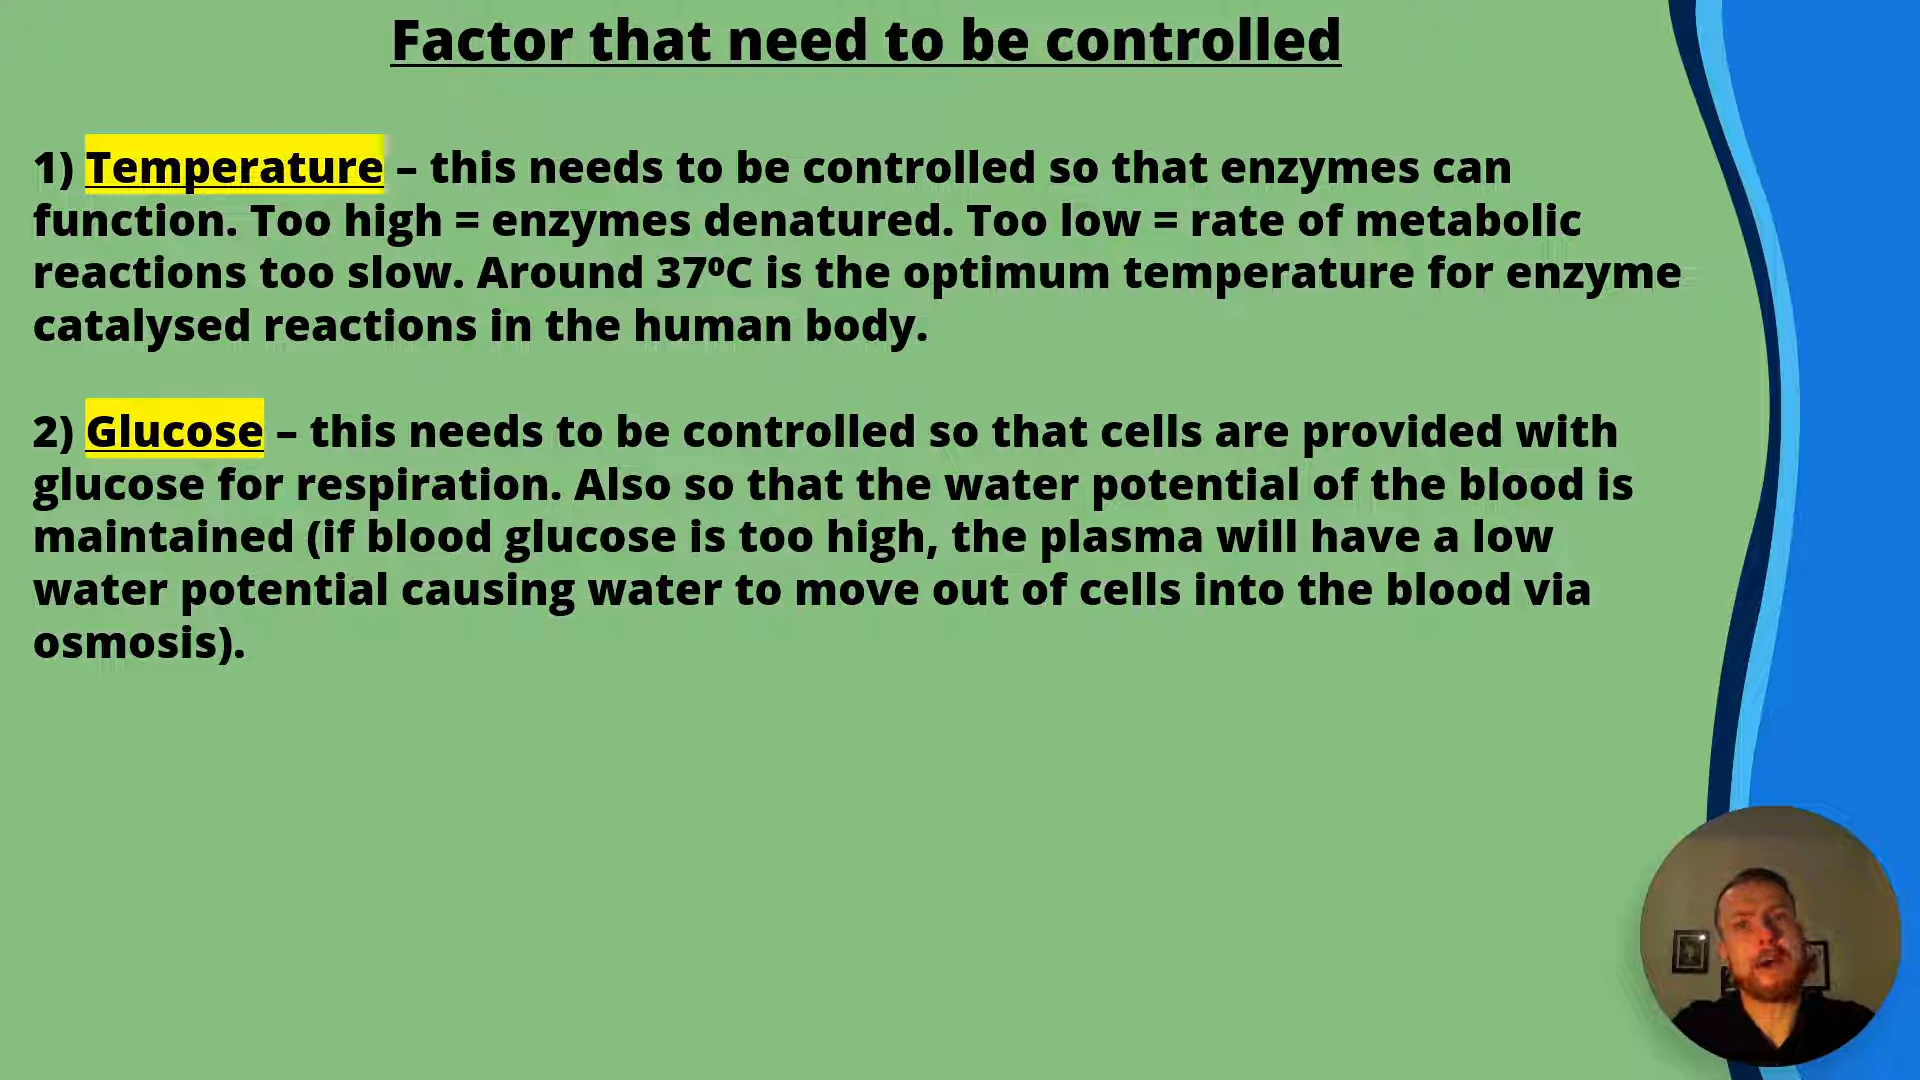 Factor that need to be controlled
1) Temperature – this needs to be controlled so that enzymes can
function. Too high = enzymes denatured. Too low = rate of metabolic
reactions too slow. Around 37⁰C is the optimum temperature for enzyme
catalysed reactions in the human body.
2) Glucose – this needs to be controlled so that cells are provided with
glucose for respiration. Also so that the water potential of the blood is
maintained (if blood glucose is too high, the plasma will have a low
water potential causing water to move out of cells into the blood via
osmosis).